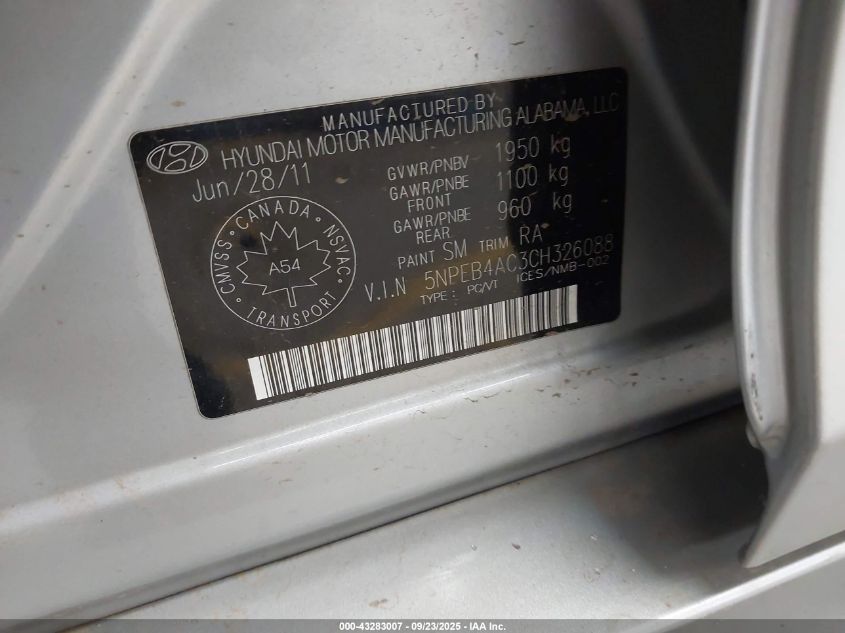 MANUFACTURED BY
HYUNDAI MOTOR MANUFACTURING ALABAMA, LLC
Jun/28/11
GVWR/PNBV 1950 kg
GAWR/PNBE FRONT 1100 kg
GAWR/PNBE REAR 960 kg
PAINT SM TRIM RA
V.I.N 5NPEB4AC3CH326088
TYPE : PC/VT ICES/NMB-002
CANADA
CMVSS NSVAC
A54
TRANSPORT
000-43283007 - 09/23/2025 - IAA Inc.